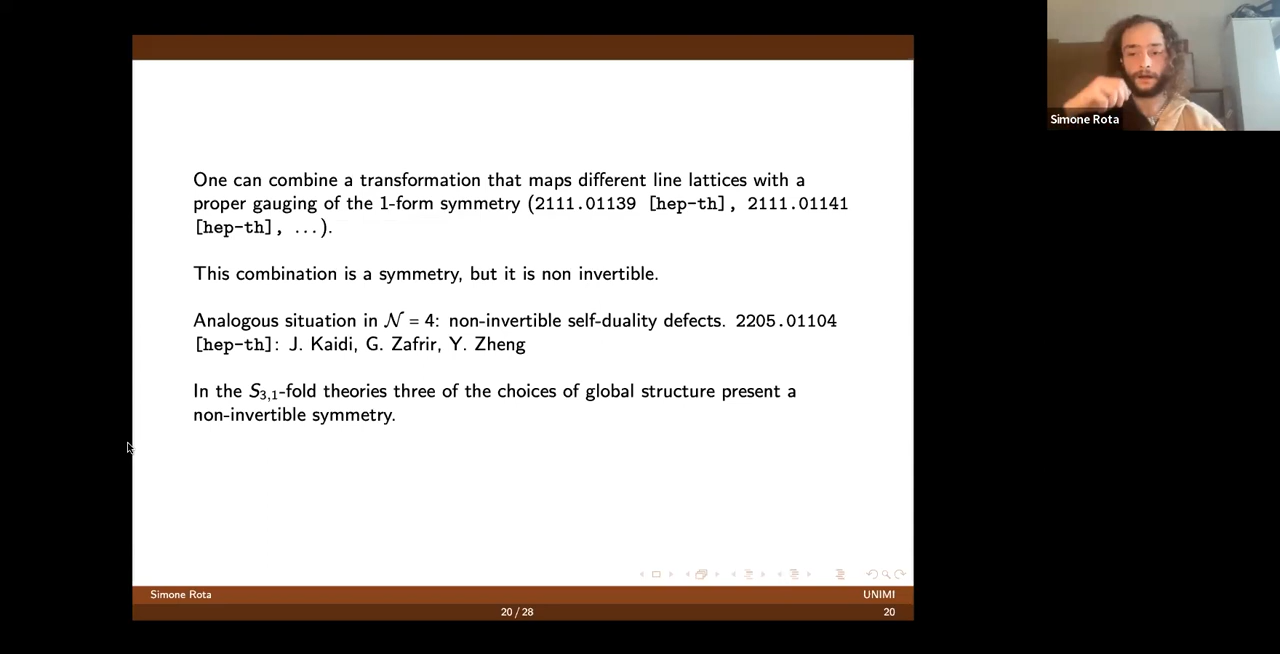 Simone Rota
One can combine a transformation that maps different line lattices with a
proper gauging of the 1-form symmetry (2111.01139 [hep-th], 2111.01141
[hep-th], ...).
This combination is a symmetry, but it is non invertible.
Analogous situation in 𝒩 = 4: non-invertible self-duality defects. 2205.01104
[hep-th]: J. Kaidi, G. Zafrir, Y. Zheng
In the S₃,₁-fold theories three of the choices of global structure present a
non-invertible symmetry.
Simone Rota
UNIMI
20 / 28
20